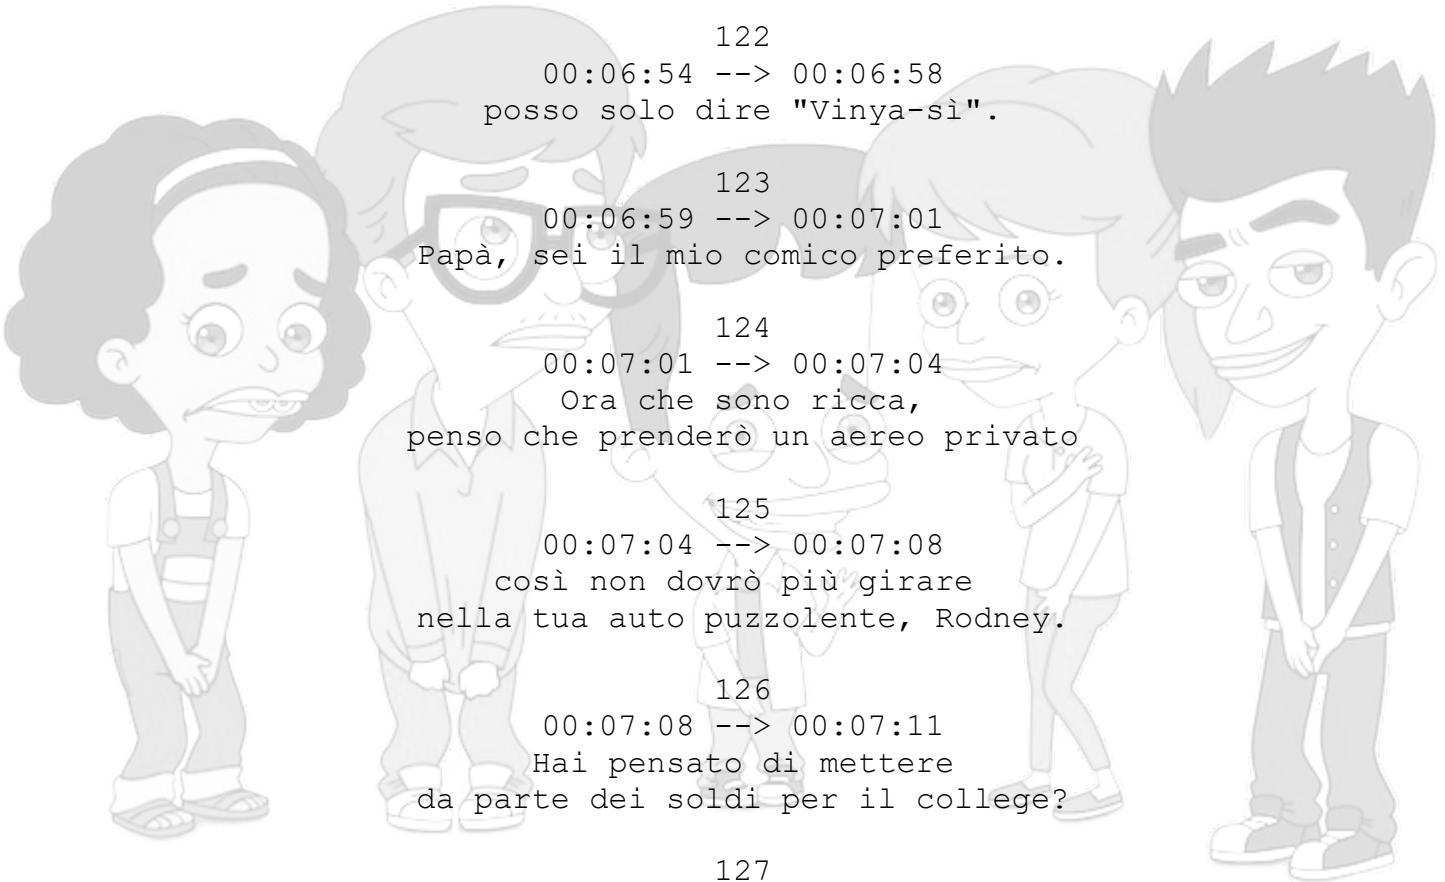 122
00:06:54 --> 00:06:58
posso solo dire "Vinya-sì".
123
00:06:59 --> 00:07:01
Papà, sei il mio comico preferito.
124
00:07:01 --> 00:07:04
Ora che sono ricca,
penso che prenderò un aereo privato
125
00:07:04 --> 00:07:08
così non dovrò più girare
nella tua auto puzzolente, Rodney.
126
00:07:08 --> 00:07:11
Hai pensato di mettere
da parte dei soldi per il college?
127